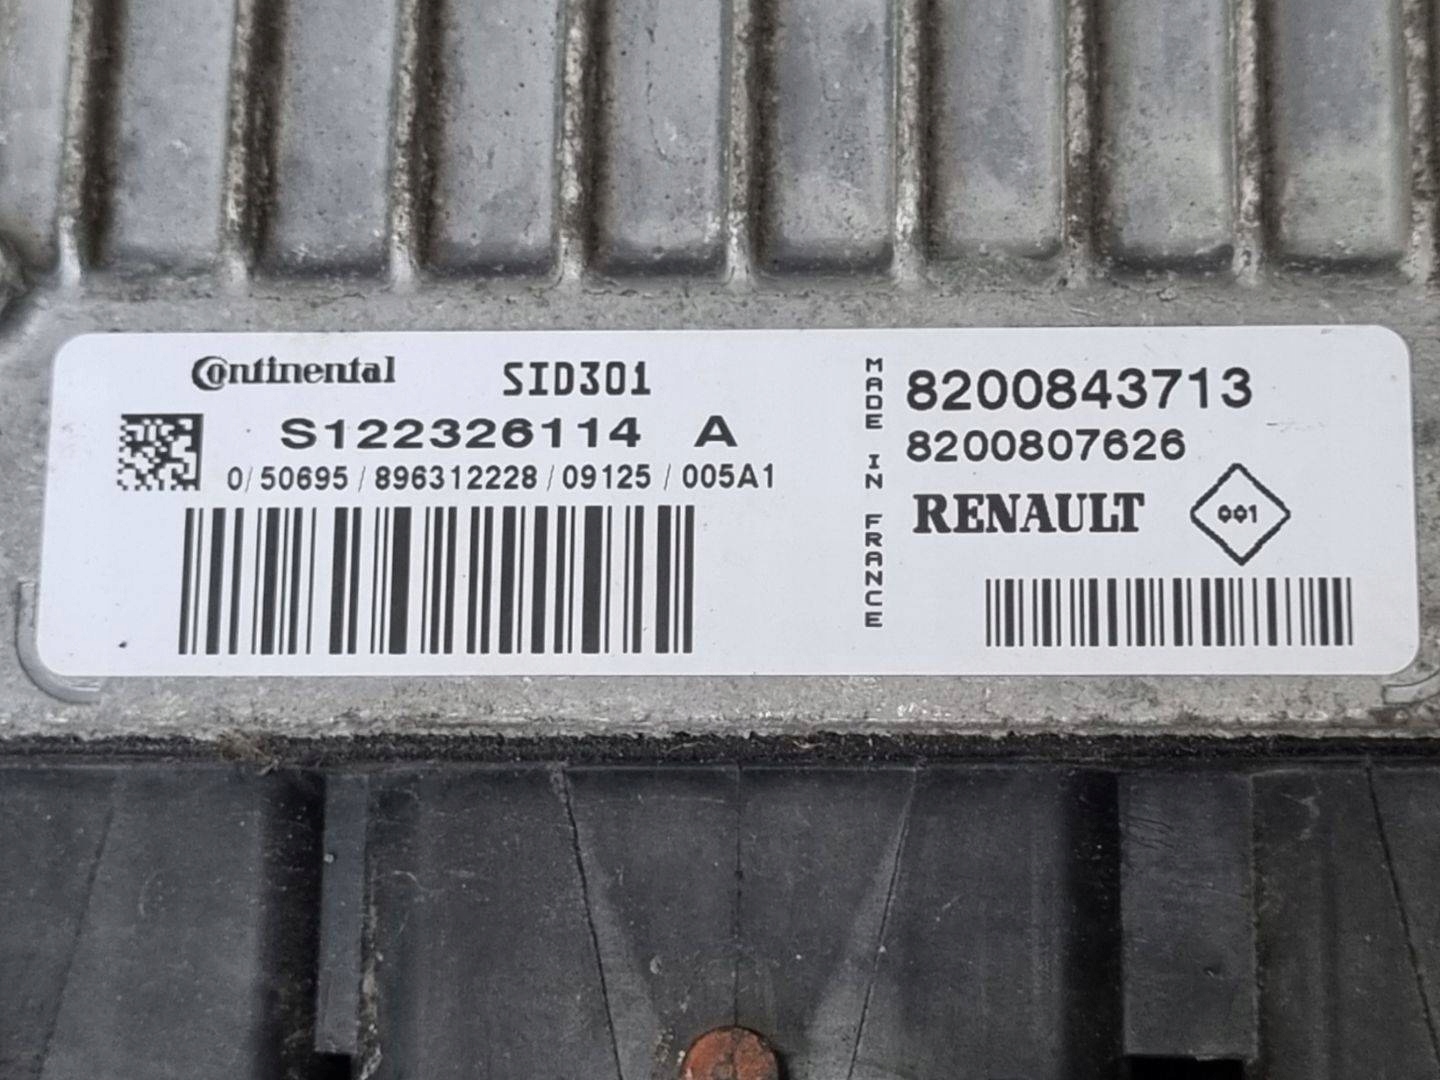 Continental SID301
S122326114 A
0/50695/896312228/09125/005A1
MADE IN FRANCE
8200843713
8200807626
RENAULT 001